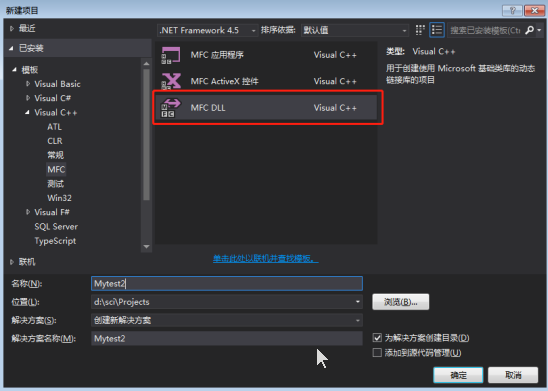 新建项目
最近
.NET Framework 4.5 排序依据: 默认值 搜索已安装模板(Ctrl
已安装
模板
Visual Basic
Visual C#
Visual C++
ATL
CLR
常规
MFC
测试
Win32
Visual F#
SQL Server
TypeScript
联机
MFC 应用程序 Visual C++
MFC ActiveX 控件 Visual C++
MFC DLL Visual C++
单击此处以联机并查找模板。
类型: Visual C++
用于创建使用 Microsoft 基础类库的动态
链接库的项目
名称(N): Mytest2
位置(L): d:\sci\Projects 浏览(B)...
解决方案(S): 创建新解决方案
解决方案名称(M): Mytest2
为解决方案创建目录(D)
添加到源代码管理(U)
确定 取消